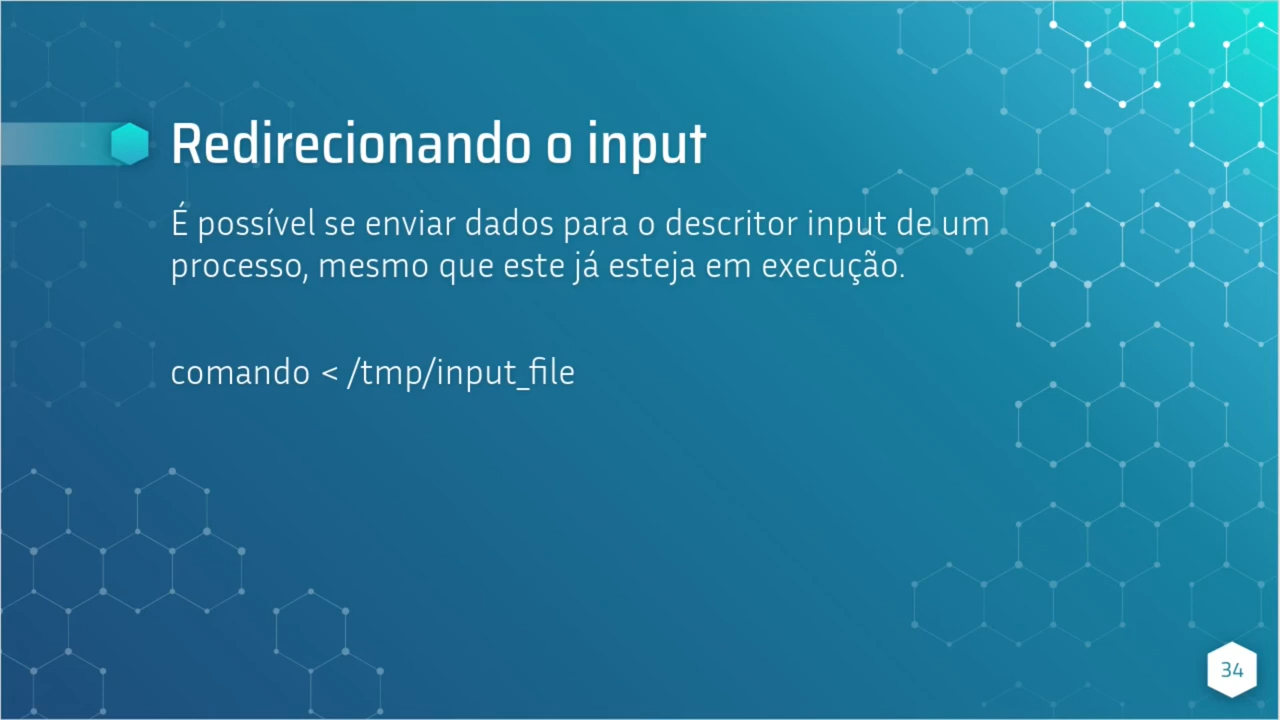 Redirecionando o input
É possível se enviar dados para o descritor input de um
processo, mesmo que este já esteja em execução.
comando < /tmp/input_file
34